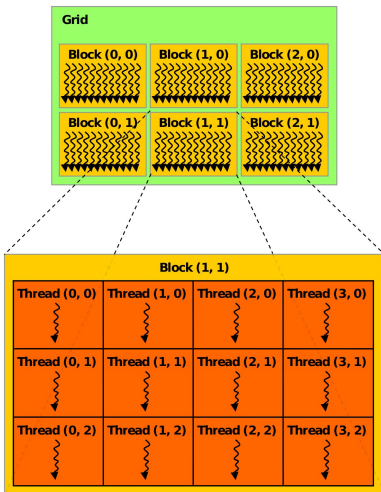 Grid
Block (0, 0) Block (1, 0) Block (2, 0)
Block (0, 1) Block (1, 1) Block (2, 1)
Block (1, 1)
Thread (0, 0) Thread (1, 0) Thread (2, 0) Thread (3, 0)
Thread (0, 1) Thread (1, 1) Thread (2, 1) Thread (3, 1)
Thread (0, 2) Thread (1, 2) Thread (2, 2) Thread (3, 2)